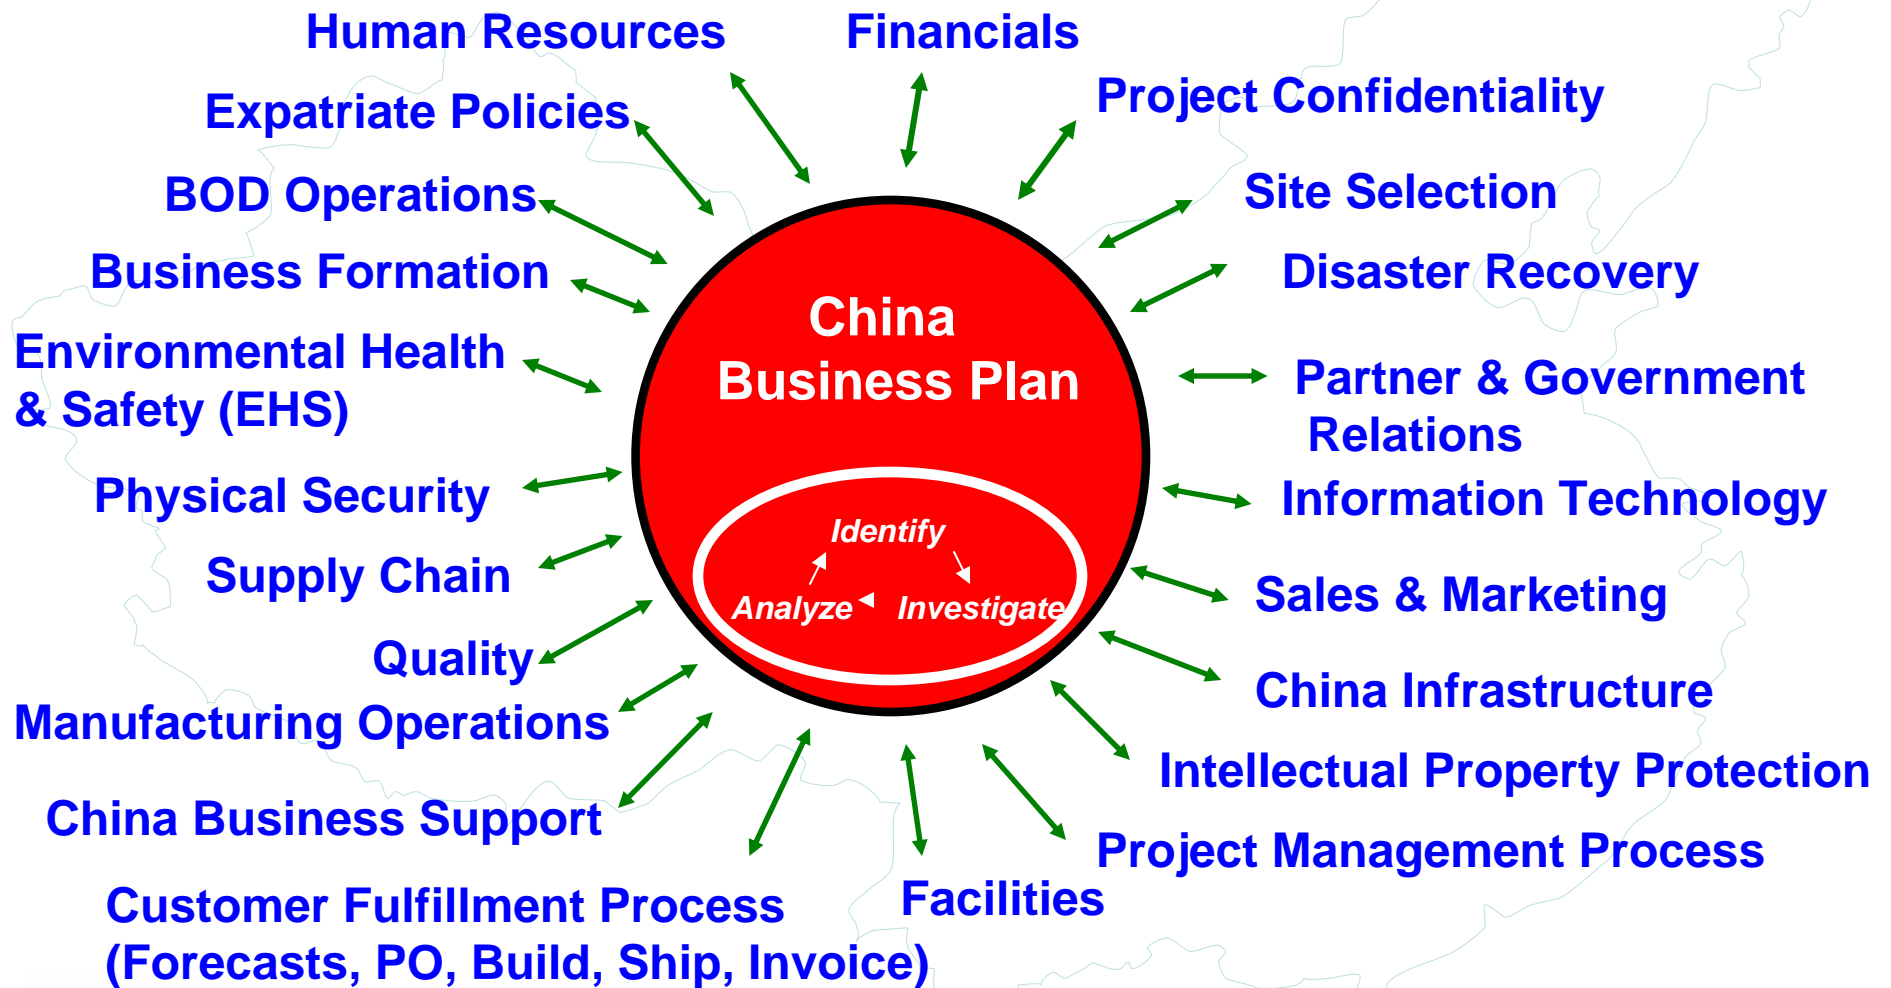 Human Resources
Financials
Expatriate Policies
Project Confidentiality
BOD Operations
Site Selection
Business Formation
Disaster Recovery
China
Business Plan
Environmental Health
& Safety (EHS)
Partner & Government
Relations
Physical Security
Information Technology
Identify
Analyze
Investigate
Supply Chain
Sales & Marketing
Quality
China Infrastructure
Manufacturing Operations
Intellectual Property Protection
China Business Support
Project Management Process
Customer Fulfillment Process
(Forecasts, PO, Build, Ship, Invoice)
Facilities